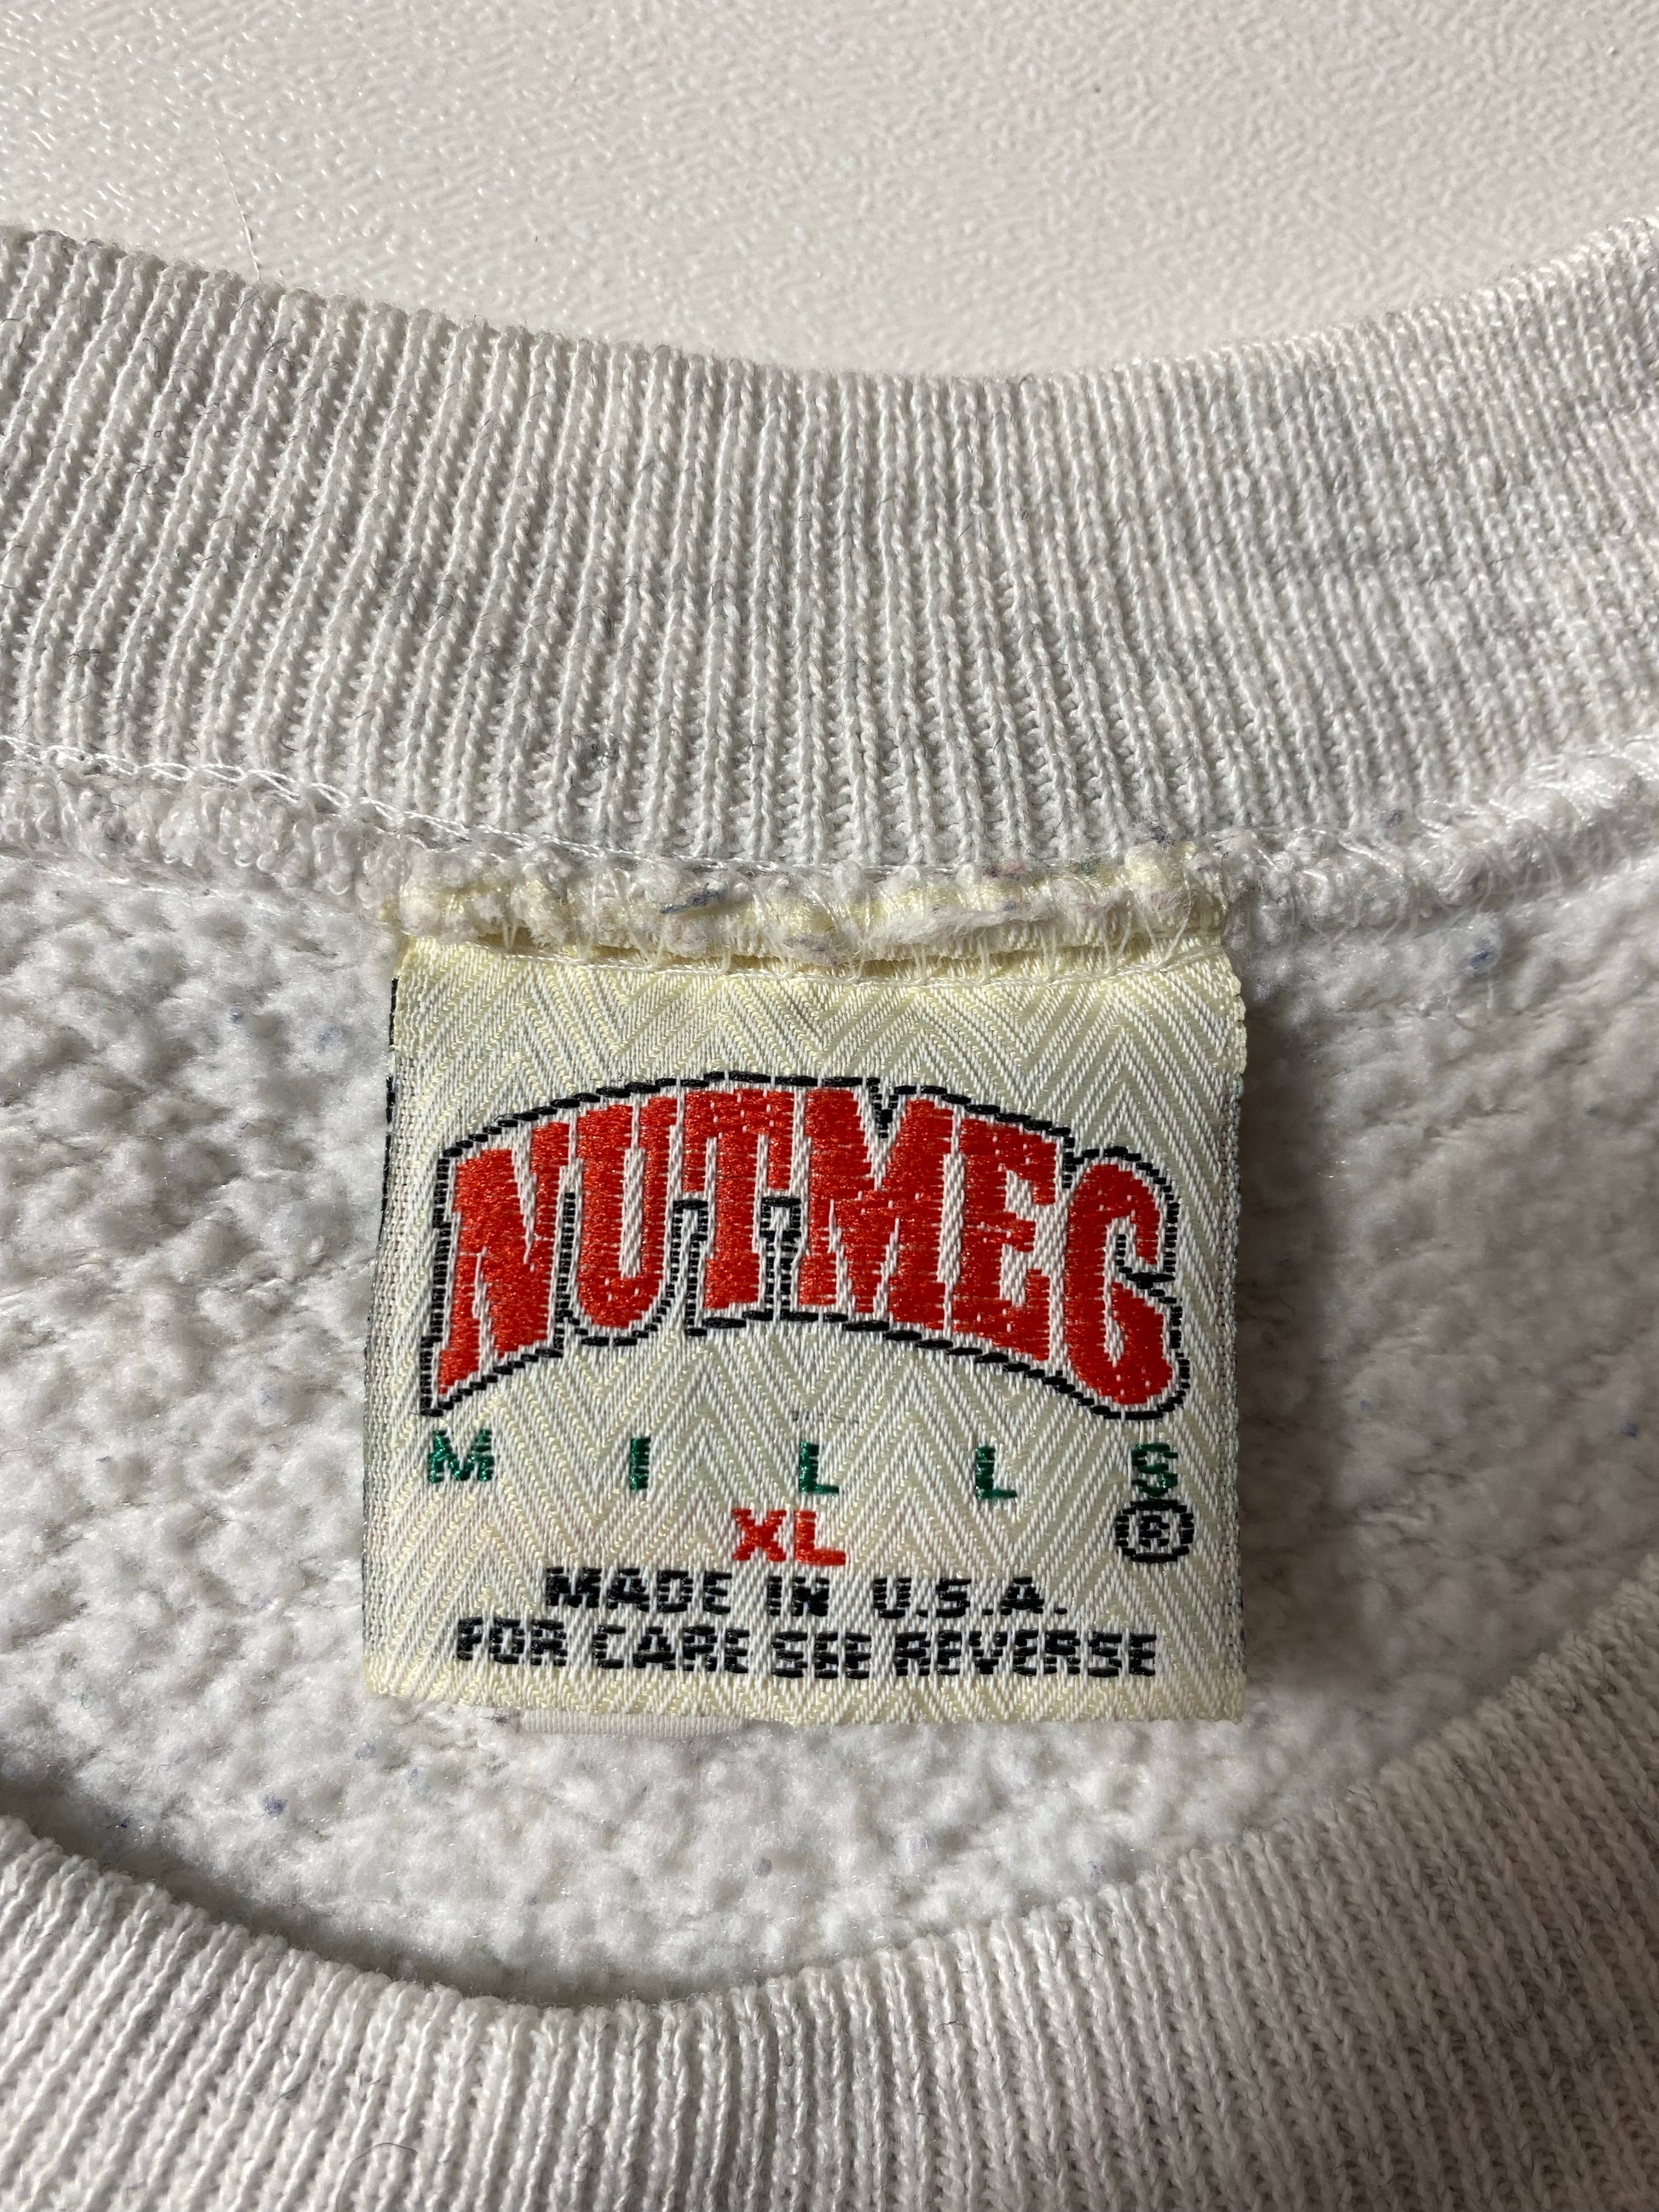 NUTMEG
MILLS
®
XL
MADE IN U.S.A.
FOR CARE SEE REVERSE